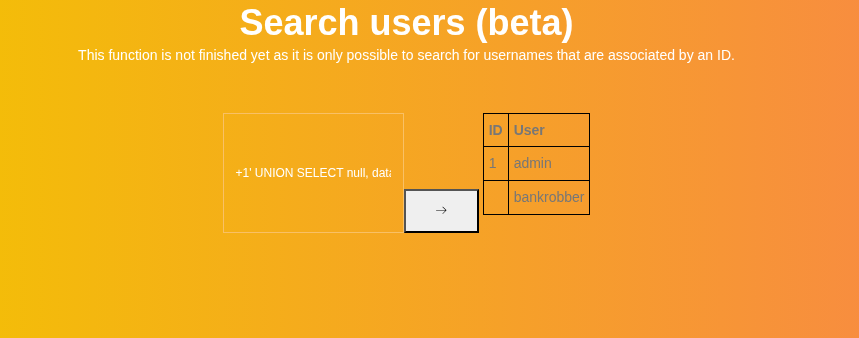 Search users (beta)
This function is not finished yet as it is only possible to search for usernames that are associated by an ID.
+1' UNION SELECT null, data
ID User
1 admin
bankrobber